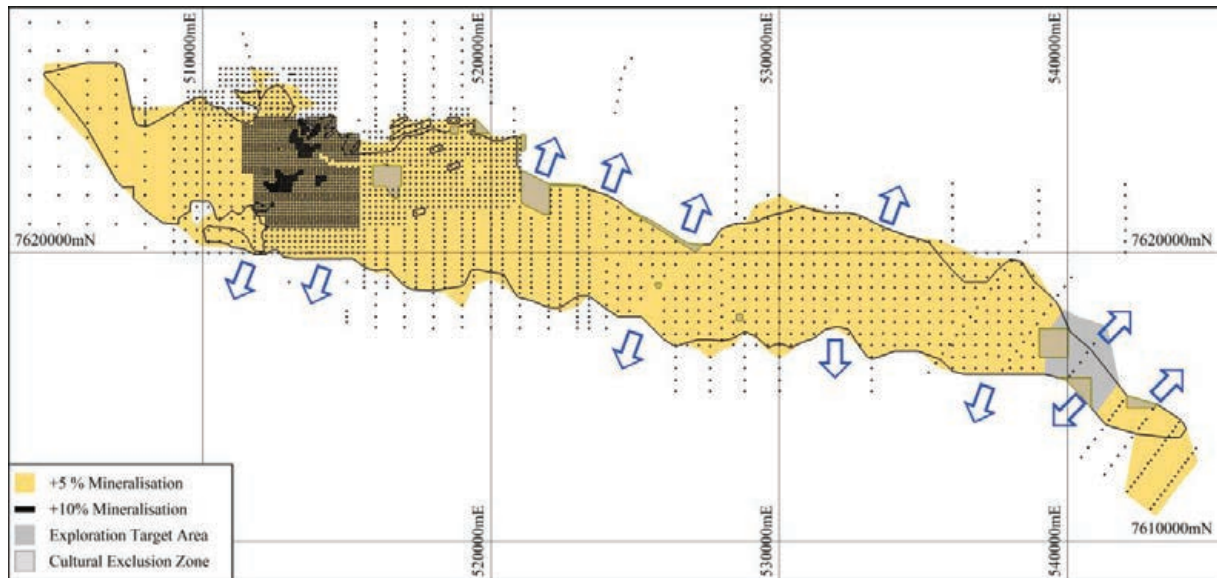 510000mE
520000mE
530000mE
540000mE
7620000mN
7620000mN
+5 % Mineralisation
+10% Mineralisation
Exploration Target Area
Cultural Exclusion Zone
520000mE
530000mE
540000mE
7610000mN